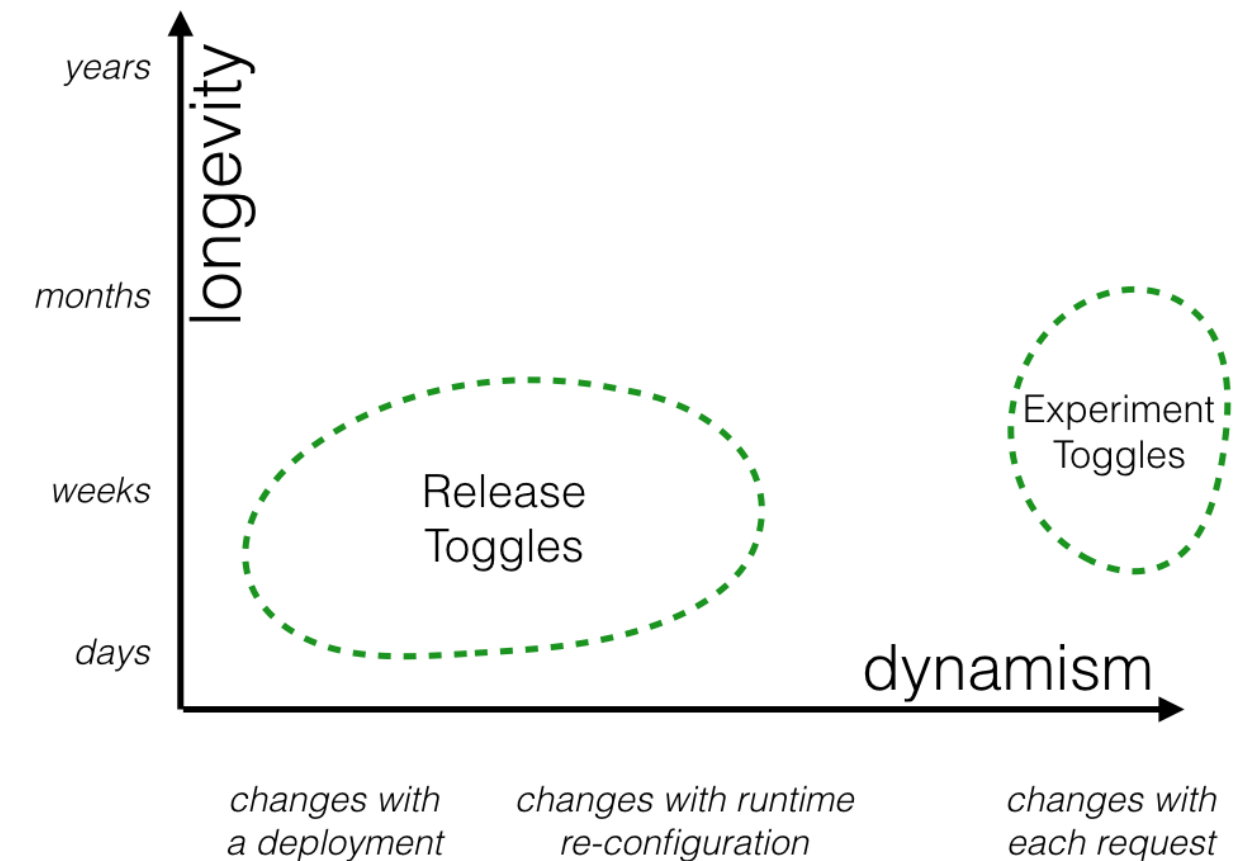 years
longevity
months
Experiment
Toggles
weeks
Release
Toggles
days
dynamism
changes with
a deployment
changes with runtime
re-configuration
changes with
each request